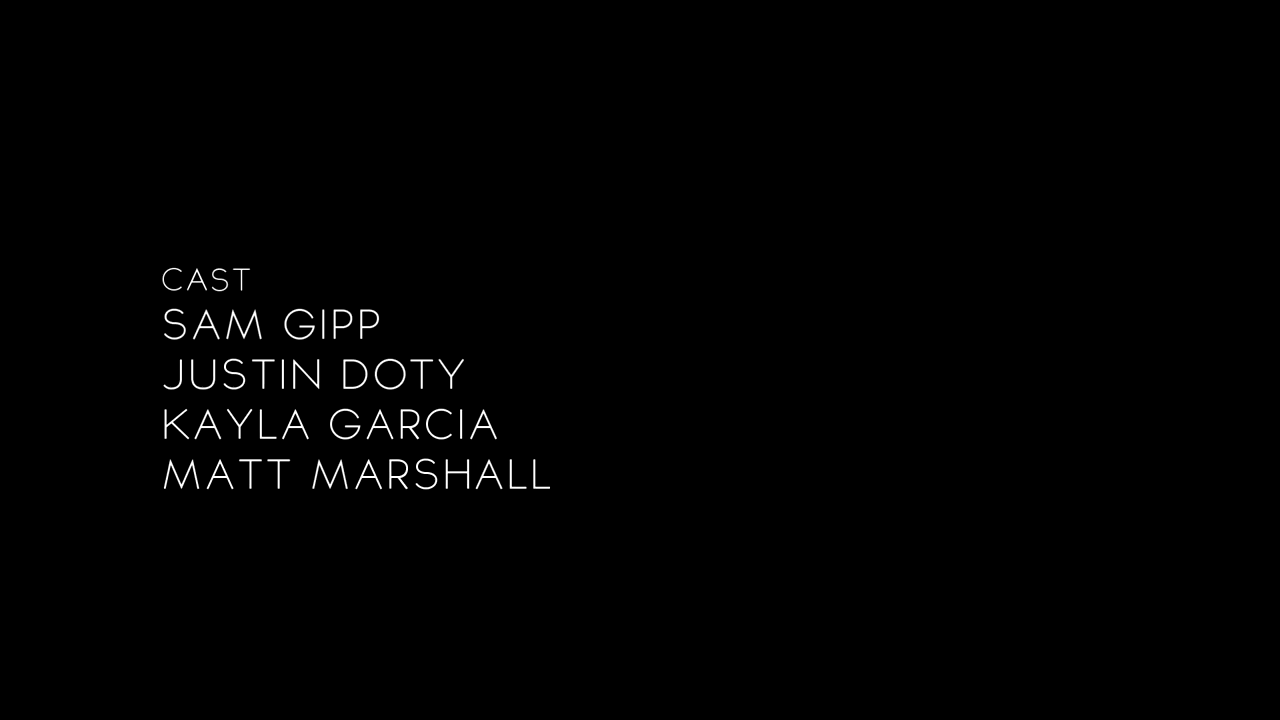 CAST
SAM GIPP
JUSTIN DOTY
KAYLA GARCIA
MATT MARSHALL